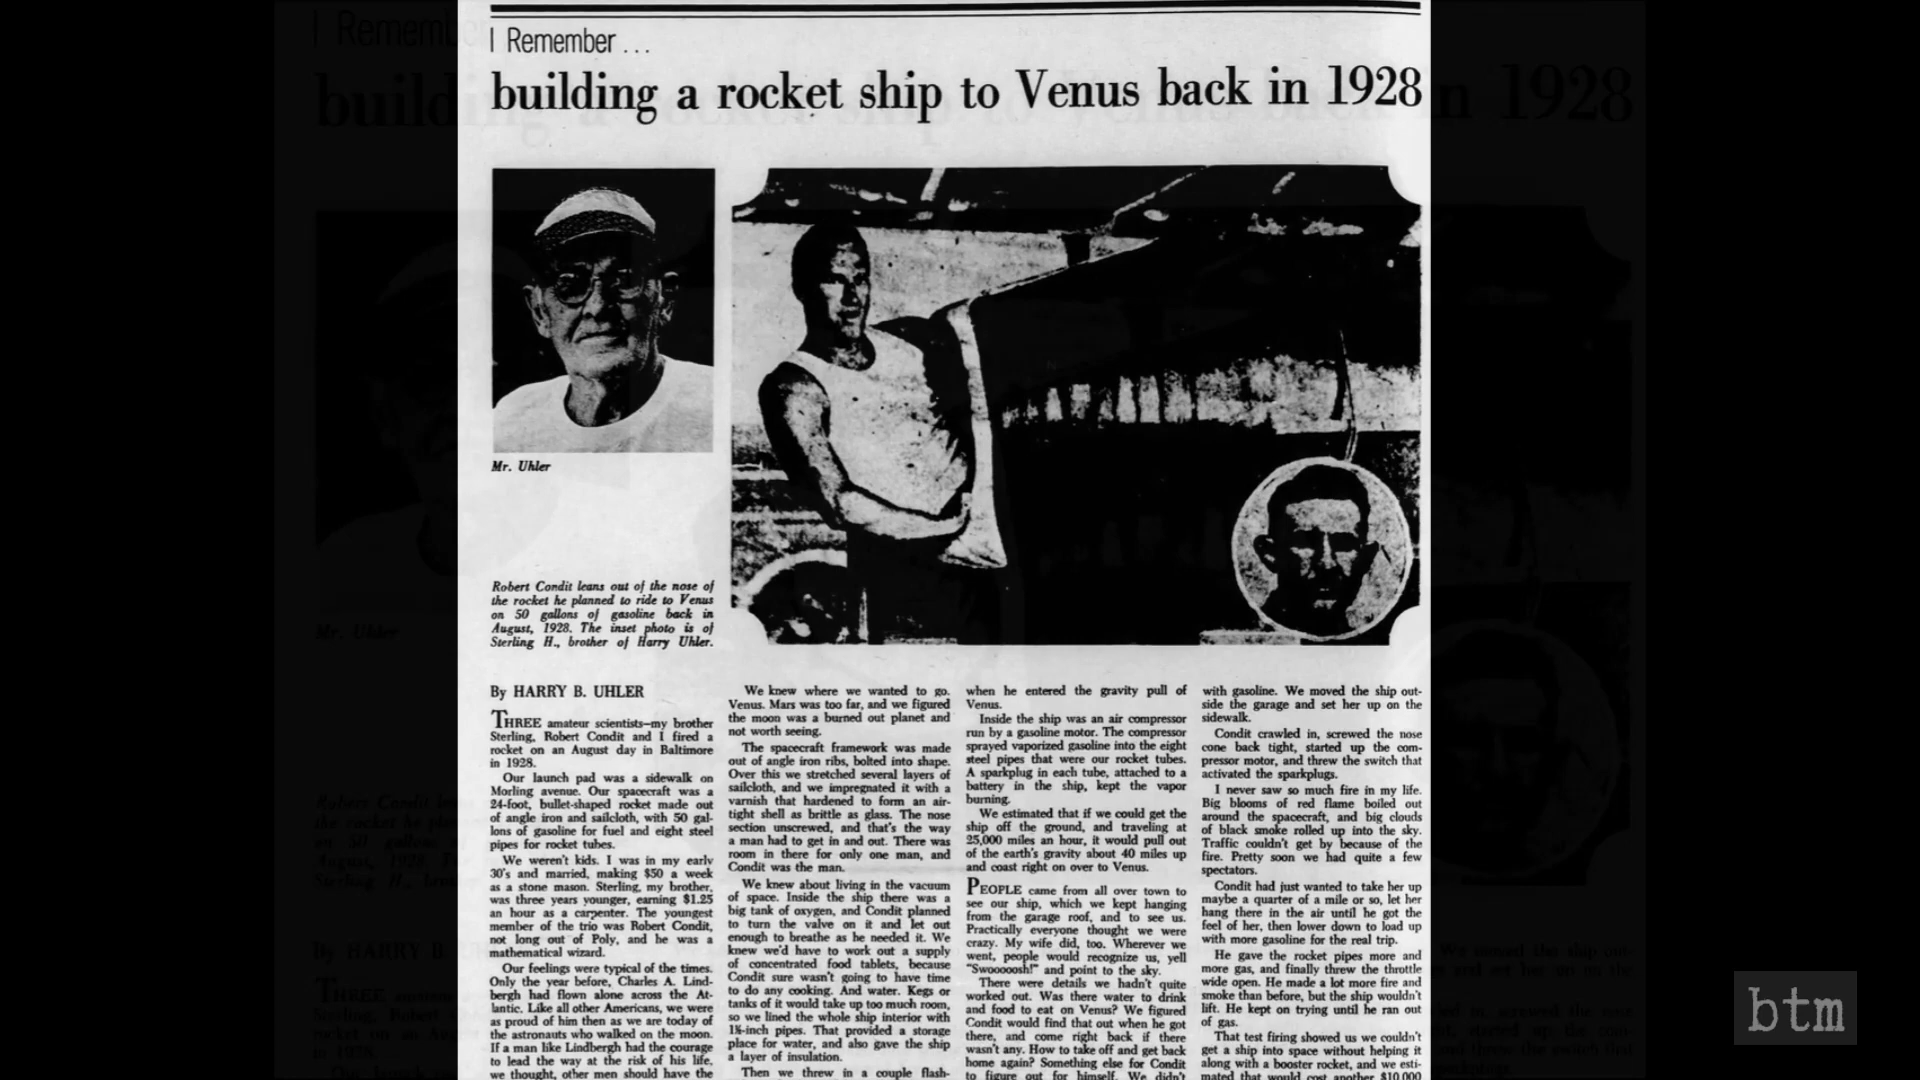 I Remember . . .
building a rocket ship to Venus back in 1928
Mr. Uhler
Robert Condit leans out of the nose of
the rocket he planned to ride to Venus
on 50 gallons of gasoline back in
August, 1928. The inset photo is of
Sterling H., brother of Harry Uhler.
By HARRY B. UHLER
THREE amateur scientists—my brother
Sterling, Robert Condit and I fired a
rocket on an August day in Baltimore
in 1928.
Our launch pad was a sidewalk on
Morling avenue. Our spacecraft was a
24-foot, bullet-shaped rocket made out
of angle iron and sailcloth, with 50 gal-
lons of gasoline for fuel and eight steel
pipes for rocket tubes.
We weren't kids. I was in my early
30's and married, making $50 a week
as a stone mason. Sterling, my brother,
was three years younger, earning $1.25
an hour as a carpenter. The youngest
member of the trio was Robert Condit,
not long out of Poly, and he was a
mathematical wizard.
Our feelings were typical of the times.
Only the year before, Charles A. Lind-
bergh had flown alone across the At-
lantic. Like all other Americans, we were
as proud of him then as we are today of
the astronauts who walked on the moon.
If a man like Lindbergh had the courage
to lead the way at the risk of his life,
we thought, other men should have the
We knew where we wanted to go.
Venus. Mars was too far, and we figured
the moon was a burned out planet and
not worth seeing.
The spacecraft framework was made
out of angle iron ribs, bolted into shape.
Over this we stretched several layers of
sailcloth, and we impregnated it with a
varnish that hardened to form an air-
tight shell as brittle as glass. The nose
section unscrewed, and that's the way
a man had to get in and out. There was
room in there for only one man, and
Condit was the man.
We knew about living in the vacuum
of space. Inside the ship there was a
big tank of oxygen, and Condit planned
to turn the valve on it and let out
enough to breathe as he needed it. We
knew we'd have to work out a supply
of concentrated food tablets, because
Condit sure wasn't going to have time
to do any cooking. And water. Kegs or
tanks of it would take up too much room,
so we lined the whole ship interior with
1⅛-inch pipes. That provided a storage
place for water, and also gave the ship
a layer of insulation.
Then we threw in a couple flash-
when he entered the gravity pull of
Venus.
Inside the ship was an air compressor
run by a gasoline motor. The compressor
sprayed vaporized gasoline into the eight
steel pipes that were our rocket tubes.
A sparkplug in each tube, attached to a
battery in the ship, kept the vapor
burning.
We estimated that if we could get the
ship off the ground, and traveling at
25,000 miles an hour, it would pull out
of the earth's gravity about 40 miles up
and coast right on over to Venus.
PEOPLE came from all over town to
see our ship, which we kept hanging
from the garage roof, and to see us.
Practically everyone thought we were
crazy. My wife did, too. Wherever we
went, people would recognize us, yell
"Swooooosh!" and point to the sky.
There were details we hadn't quite
worked out. Was there water to drink
and food to eat on Venus? We figured
Condit would find that out when he got
there, and come right back if there
wasn't any. How to take off and get back
home again? Something else for Condit
to figure out for himself. We didn't
with gasoline. We moved the ship out-
side the garage and set her up on the
sidewalk.
Condit crawled in, screwed the nose
cone back tight, started up the com-
pressor motor, and threw the switch that
activated the sparkplugs.
I never saw so much fire in my life.
Big blooms of red flame boiled out
around the spacecraft, and big clouds
of black smoke rolled up into the sky.
Traffic couldn't get by because of the
fire. Pretty soon we had quite a few
spectators.
Condit had just wanted to take her up
maybe a quarter of a mile or so, let her
hang there in the air until he got the
feel of her, then lower down to load up
with more gasoline for the real trip.
He gave the rocket pipes more and
more gas, and finally threw the throttle
wide open. He made a lot more fire and
smoke than before, but the ship wouldn't
lift. He kept on trying until he ran out
of gas.
That test firing showed us we couldn't
get a ship into space without helping it
along with a booster rocket, and we esti-
mated that would cost another $10,000
btm